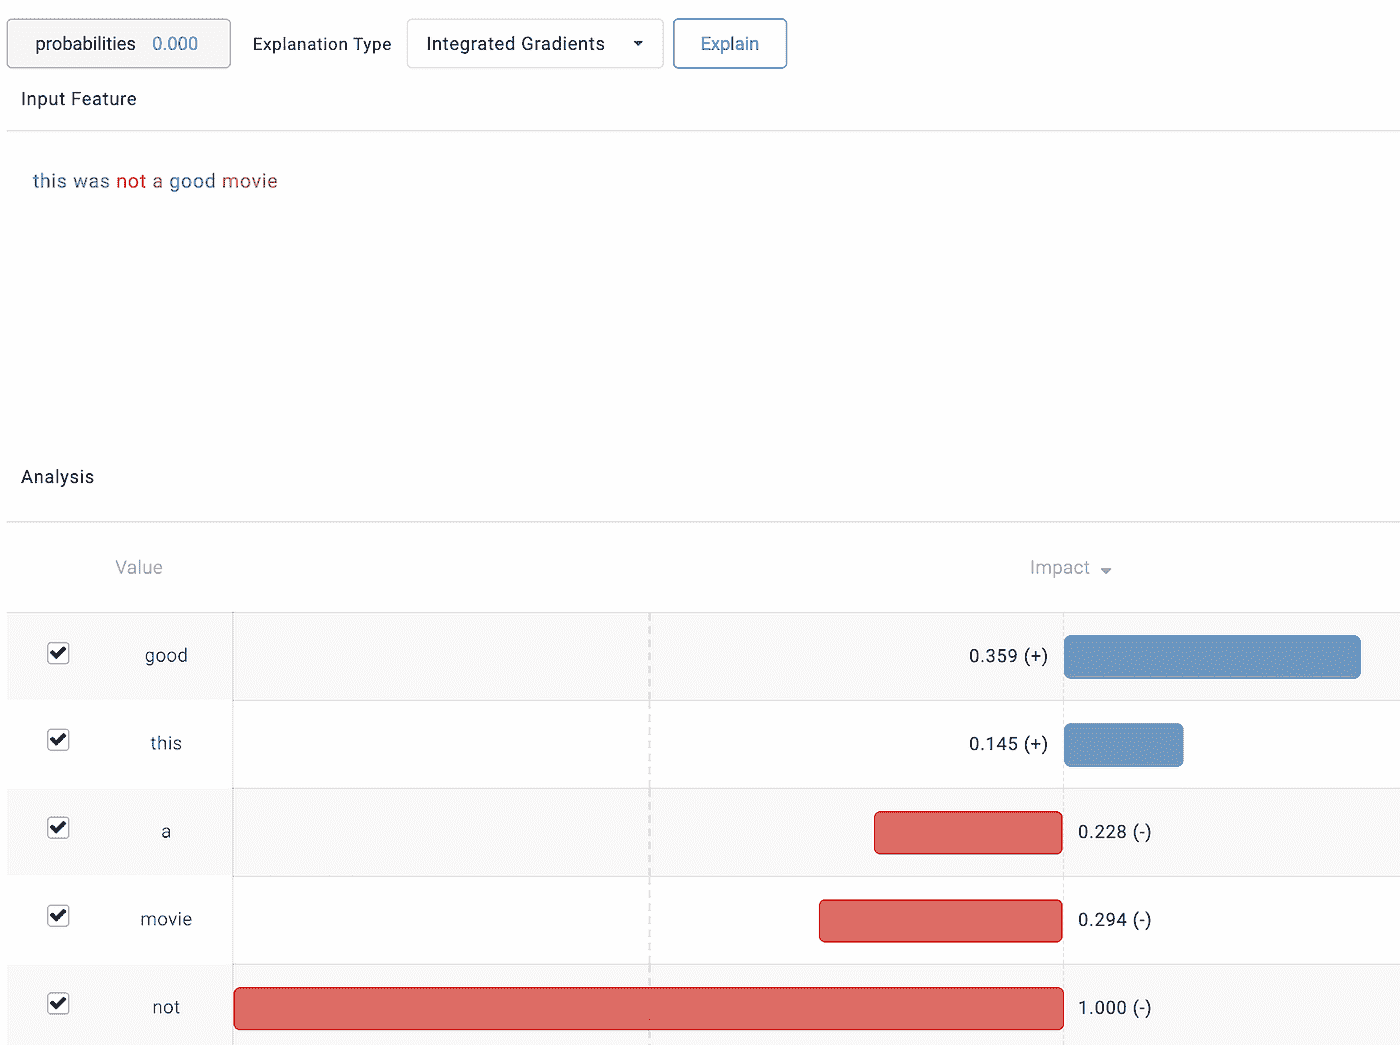 probabilities 0.000 Explanation Type Integrated Gradients Explain
Input Feature
this was not a good movie
Analysis
Value Impact
good 0.359 (+)
this 0.145 (+)
a 0.228 (-)
movie 0.294 (-)
not 1.000 (-)